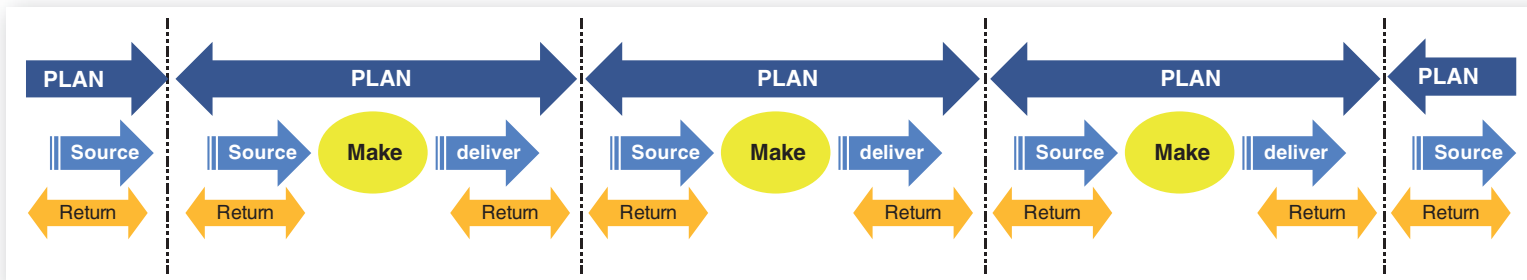 PLAN PLAN PLAN PLAN PLAN
Source Source Make deliver Source Make deliver Source Make deliver Source
Return Return Return Return Return Return Return Return